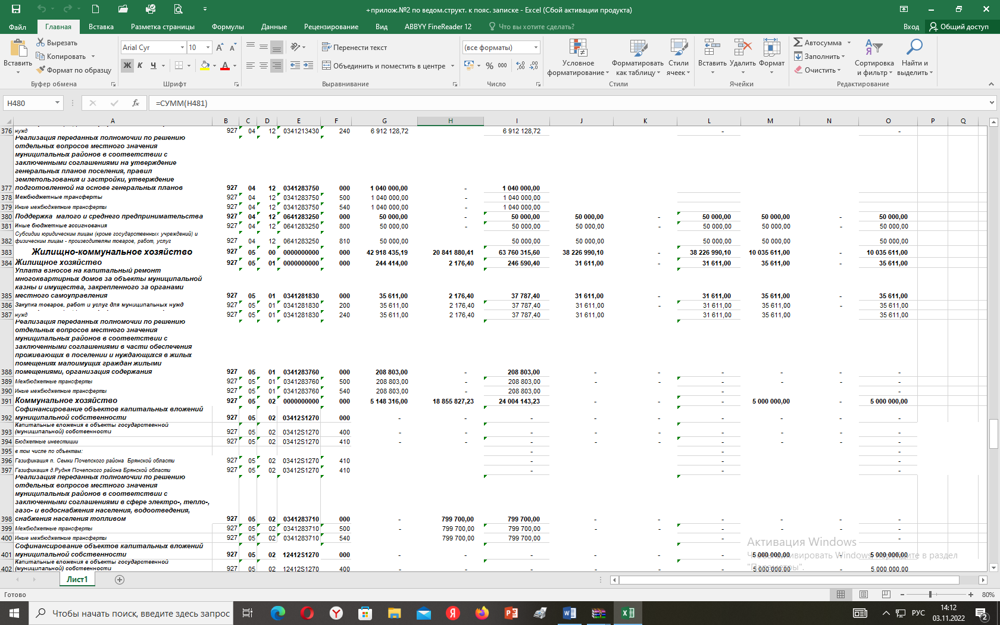 +прилож.№2 по ведом.структ. к пояс. записке - Excel (Сбой активации продукта)
Файл Главная Вставка Разметка страницы Формулы Данные Рецензирование Вид ABBYY FineReader 12 Что вы хотите сделать? Вход Общий доступ
Вставить Вырезать Копировать Формат по образцу
Arial Cyr 10 Ж К Ч
Перенести текст
Объединить и поместить в центре
(все форматы) % 000
Условное форматирование Форматировать как таблицу Стили ячеек
Вставить Удалить Формат
Автосумма Заполнить Очистить Сортировка и фильтр Найти и выделить
Буфер обмена Шрифт Выравнивание Число Стили Ячейки Редактирование
H480 fx =СУММ(H481)
A B C D E F G H I J K L M N O P Q
376 нужд 927 04 12 0341213430 240 6 912 128,72 6 912 128,72 - -
Реализация переданных полномочий по решению
отдельных вопросов местного значения
муниципальных районов в соответствии с
заключенными соглашениями на утверждение
генеральных планов поселения, правил
землепользования и застройки, утверждение
377 подготовленной на основе генеральных планов 927 04 12 0341283750 000 1 040 000,00 - 1 040 000,00
378 Межбюджетные трансферты 927 04 12 0341283750 500 1 040 000,00 - 1 040 000,00
379 Иные межбюджетные трансферты 927 04 12 0341283750 540 1 040 000,00 - 1 040 000,00
380 Поддержка малого и среднего предпринимательства 927 04 12 0641283250 000 50 000,00 - 50 000,00 50 000,00 - 50 000,00 50 000,00 - 50 000,00
381 Иные бюджетные ассигнования 927 04 12 0641283250 800 50 000,00 - 50 000,00 50 000,00 - 50 000,00 50 000,00 - 50 000,00
Субсидии юридическим лицам (кроме государственных учреждений) и
382 физическим лицам - производителям товаров, работ, услуг 927 04 12 0641283250 810 50 000,00 50 000,00 50 000,00 50 000,00 50 000,00 50 000,00
383 Жилищно-коммунальное хозяйство 927 05 00 0000000000 000 42 918 435,19 20 841 880,41 63 760 315,60 38 226 990,10 - 38 226 990,10 10 035 611,00 - 10 035 611,00
384 Жилищное хозяйство 927 05 01 0000000000 000 244 414,00 2 176,40 246 590,40 31 611,00 - 31 611,00 35 611,00 - 35 611,00
Уплата взносов на капитальный ремонт
многоквартирных домов за объекты муниципальной
казны и имущества, закрепленного за органами
385 местного самоуправления 927 05 01 0341281830 000 35 611,00 2 176,40 37 787,40 31 611,00 - 31 611,00 35 611,00 - 35 611,00
386 Закупка товаров, работ и услуг для муниципальных нужд 927 05 01 0341281830 200 35 611,00 2 176,40 37 787,40 31 611,00 - 31 611,00 35 611,00 - 35 611,00
387 нужд 927 05 01 0341281830 240 35 611,00 2 176,40 37 787,40 31 611,00 31 611,00 35 611,00 35 611,00
Реализация переданных полномочий по решению
отдельных вопросов местного значения
муниципальных районов в соответствии с
заключенными соглашениями в части обеспечения
проживающих в поселении и нуждающихся в жилых
помещениях малоимущих граждан жилыми
388 помещениями, организация содержания 927 05 01 0341283760 000 208 803,00 - 208 803,00 - - - - - -
389 Межбюджетные трансферты 927 05 01 0341283760 500 208 803,00 - 208 803,00 - - - - - -
390 Иные межбюджетные трансферты 927 05 01 0341283760 540 208 803,00 208 803,00 - -
391 Коммунальное хозяйство 927 05 02 0000000000 000 5 148 316,00 18 855 827,23 24 004 143,23 - - - 5 000 000,00 - 5 000 000,00
Софинансирование объектов капитальных вложений
392 муниципальной собственности 927 05 02 03412S1270 000 - - - - - - - - -
Капитальные вложения в объекты государственной
393 (муниципальной) собственности 927 05 02 03412S1270 400 - - - - - - - - -
394 Бюджетные инвестиции 927 05 02 03412S1270 410 - - - - - - - - -
395 в том числе по объектам: - - -
396 Газификация п. Семки Почепского района Брянской области 927 05 02 03412S1270 410 - - -
397 Газификация д.Рудня Почепского района Брянской области 927 05 02 03412S1270 410 - - -
Реализация переданных полномочий по решению
отдельных вопросов местного значения
муниципальных районов в соответствии с
заключенными соглашениями в сфере электро-, тепло-,
газо- и водоснабжения населения, водоотведения,
398 снабжения населения топливом 927 05 02 0341283710 000 - 799 700,00 799 700,00 - - - - - -
399 Межбюджетные трансферты 927 05 02 0341283710 500 - 799 700,00 799 700,00 - - - - - -
400 Иные межбюджетные трансферты 927 05 02 0341283710 540 799 700,00 799 700,00 - -
Софинансирование объектов капитальных вложений
401 муниципальной собственности 927 05 02 12412S1270 000 - - - - - - 5 000 000,00 - 5 000 000,00
Капитальные вложения в объекты государственной
402 (муниципальной) собственности 927 05 02 12412S1270 400 - - - - - - 5 000 000,00 - 5 000 000,00
Активация Windows
Чтобы активировать Windows, перейдите в раздел
"Параметры".
Лист1
Готово 80%
Чтобы начать поиск, введите здесь запрос
РУС 14:12 03.11.2022 2